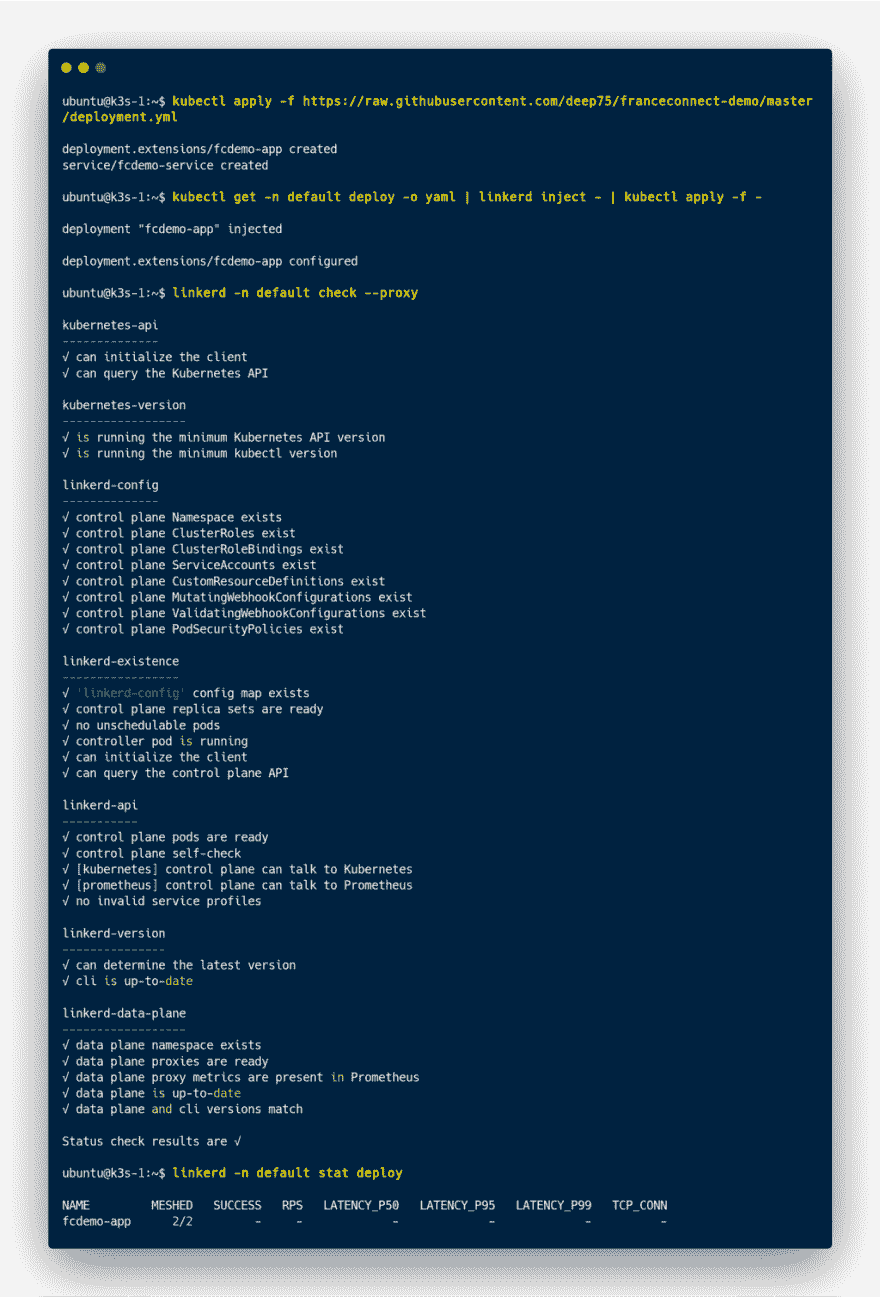 ubuntu@k3s-1:~$ kubectl apply -f https://raw.githubusercontent.com/deep75/franceconnect-demo/master
/deployment.yml
deployment.extensions/fcdemo-app created
service/fcdemo-service created
ubuntu@k3s-1:~$ kubectl get -n default deploy -o yaml | linkerd inject - | kubectl apply -f -
deployment "fcdemo-app" injected
deployment.extensions/fcdemo-app configured
ubuntu@k3s-1:~$ linkerd -n default check --proxy
kubernetes-api
--------------
√ can initialize the client
√ can query the Kubernetes API
kubernetes-version
------------------
√ is running the minimum Kubernetes API version
√ is running the minimum kubectl version
linkerd-config
--------------
√ control plane Namespace exists
√ control plane ClusterRoles exist
√ control plane ClusterRoleBindings exist
√ control plane ServiceAccounts exist
√ control plane CustomResourceDefinitions exist
√ control plane MutatingWebhookConfigurations exist
√ control plane ValidatingWebhookConfigurations exist
√ control plane PodSecurityPolicies exist
linkerd-existence
-----------------
√ 'linkerd-config' config map exists
√ control plane replica sets are ready
√ no unschedulable pods
√ controller pod is running
√ can initialize the client
√ can query the control plane API
linkerd-api
-----------
√ control plane pods are ready
√ control plane self-check
√ [kubernetes] control plane can talk to Kubernetes
√ [prometheus] control plane can talk to Prometheus
√ no invalid service profiles
linkerd-version
---------------
√ can determine the latest version
√ cli is up-to-date
linkerd-data-plane
------------------
√ data plane namespace exists
√ data plane proxies are ready
√ data plane proxy metrics are present in Prometheus
√ data plane is up-to-date
√ data plane and cli versions match
Status check results are √
ubuntu@k3s-1:~$ linkerd -n default stat deploy
NAME MESHED SUCCESS RPS LATENCY_P50 LATENCY_P95 LATENCY_P99 TCP_CONN
fcdemo-app 2/2 - - - - - -